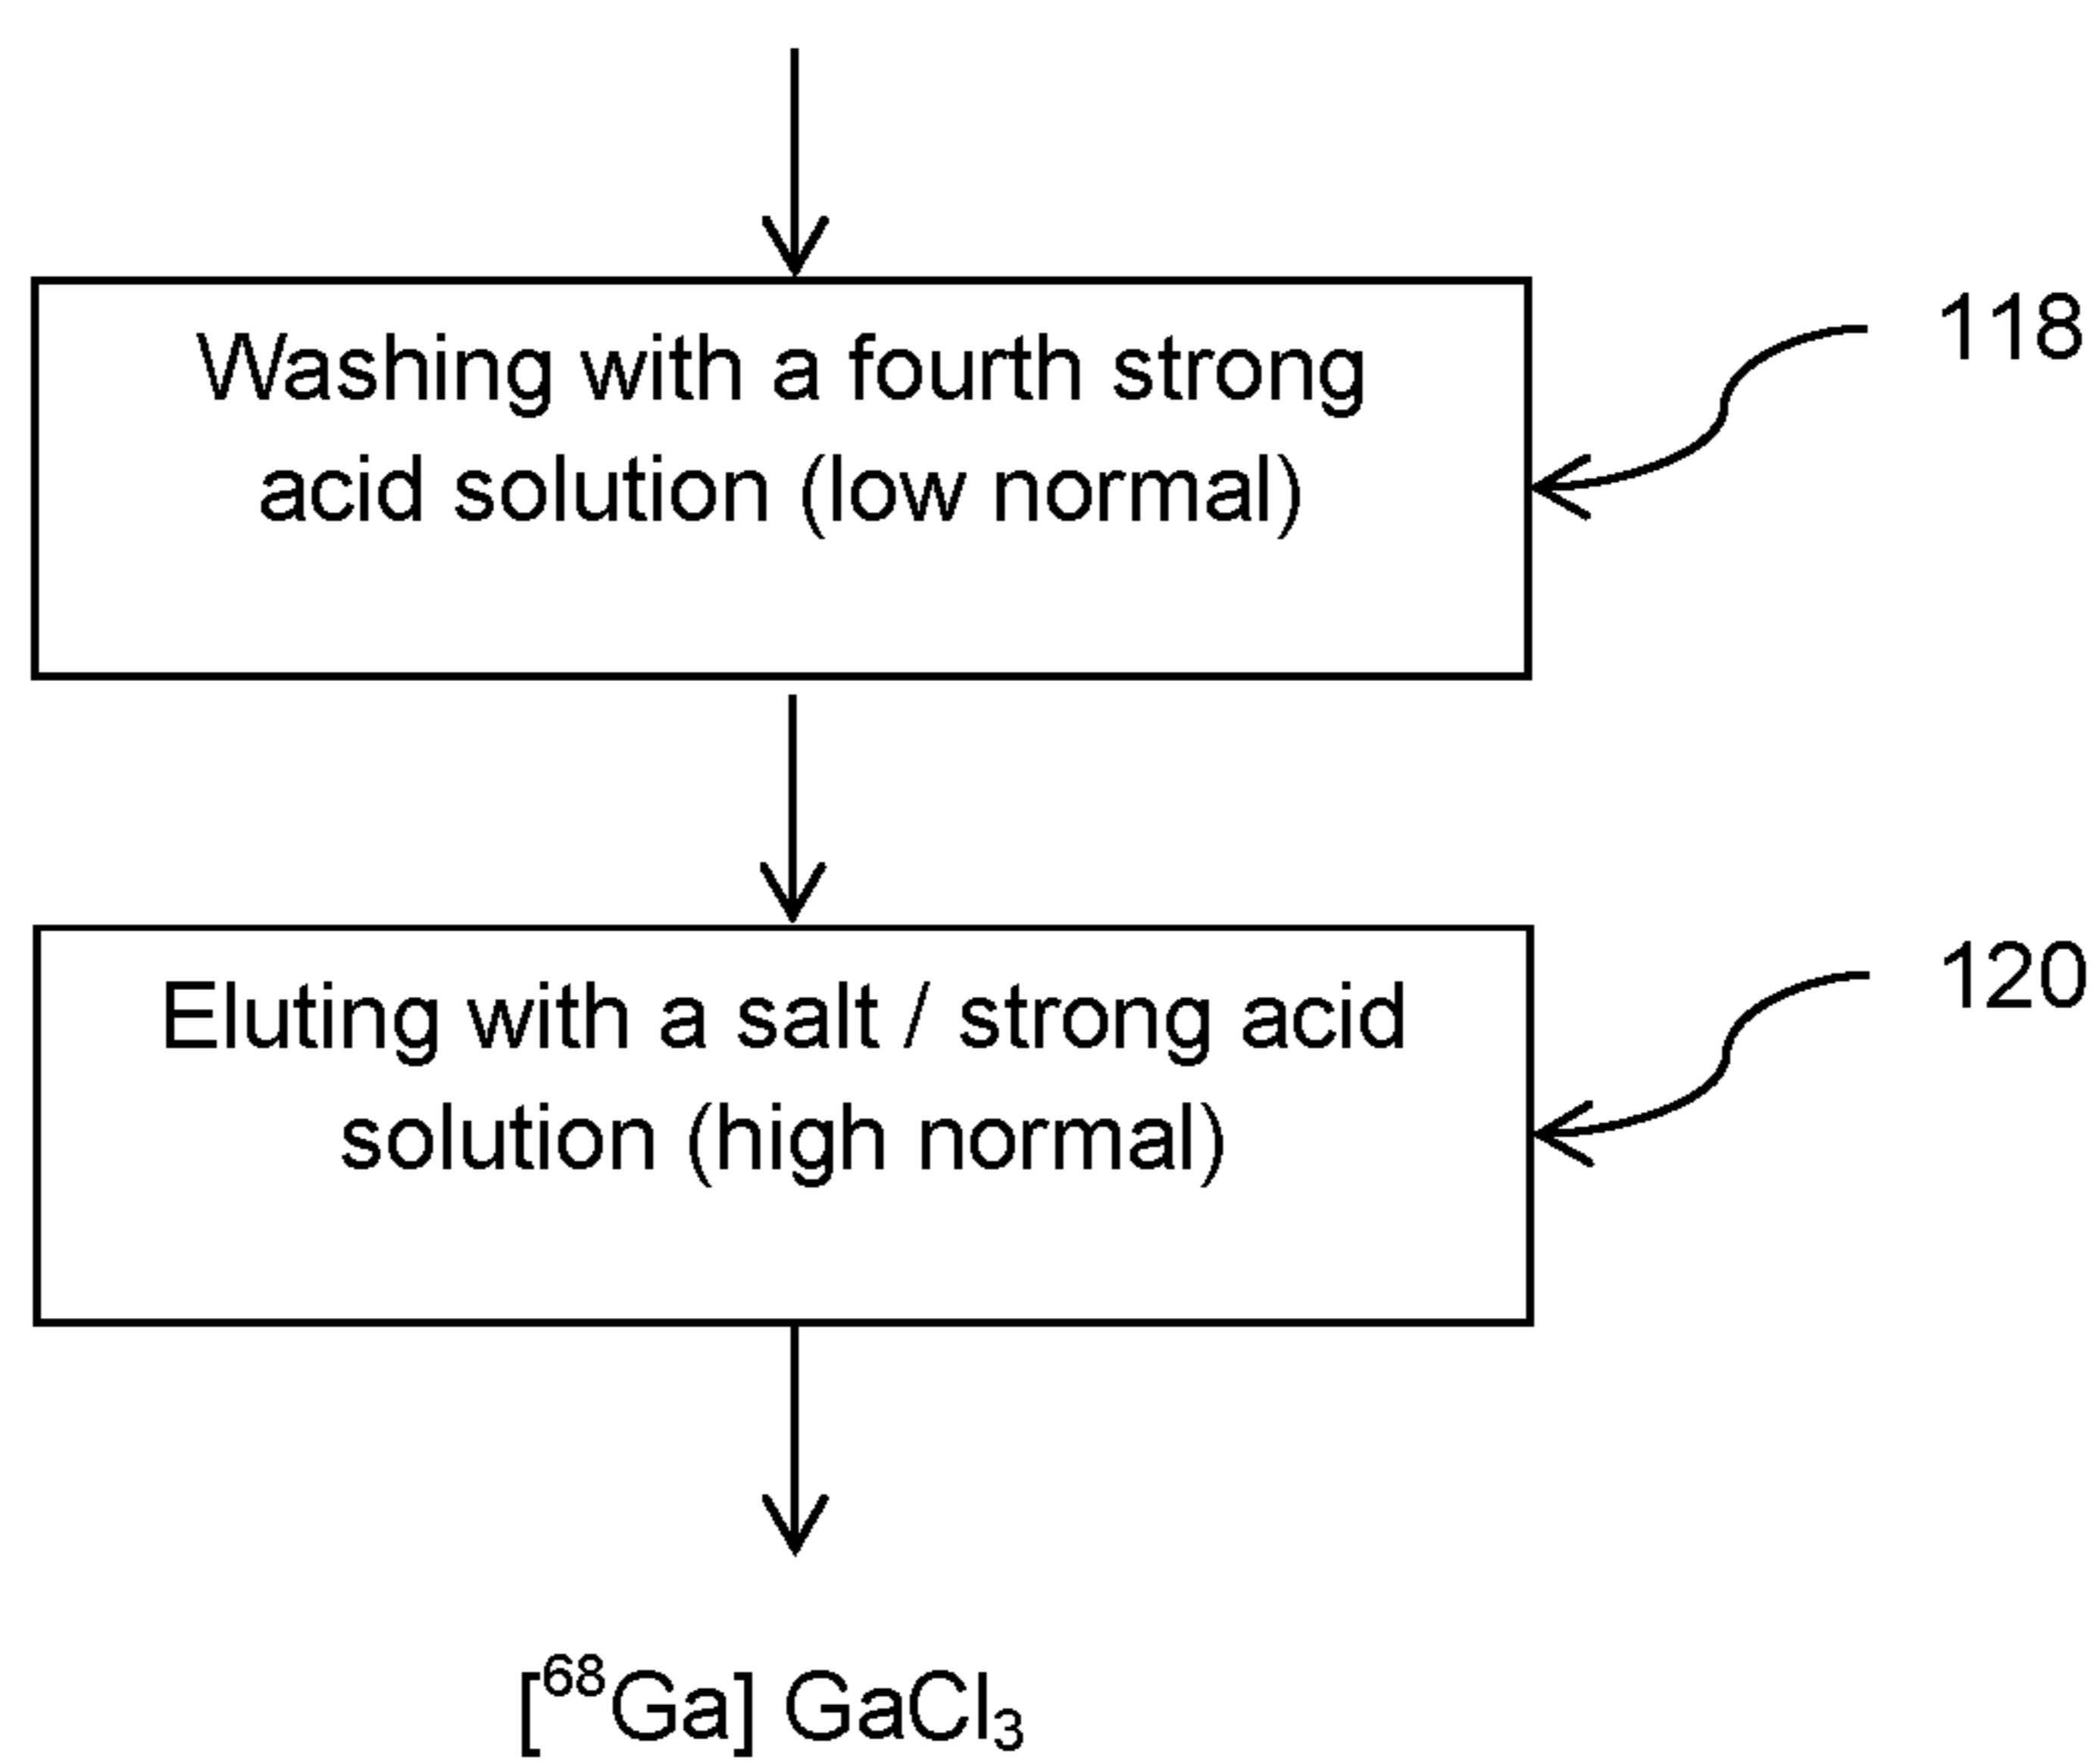 Washing with a fourth strong
acid solution (low normal)
118
Eluting with a salt / strong acid
solution (high normal)
120
[⁶⁸Ga] GaCl₃